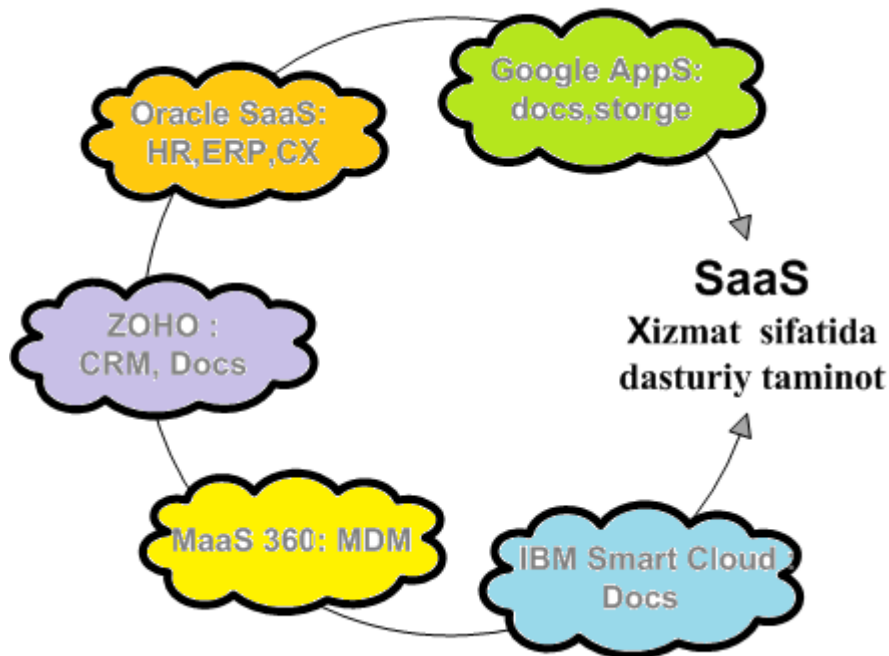 Google AppS:
docs,storge
Oracle SaaS:
HR,ERP,CX
SaaS
Xizmat sifatida
dasturiy taminot
ZOHO :
CRM, Docs
MaaS 360: MDM
IBM Smart Cloud :
Docs